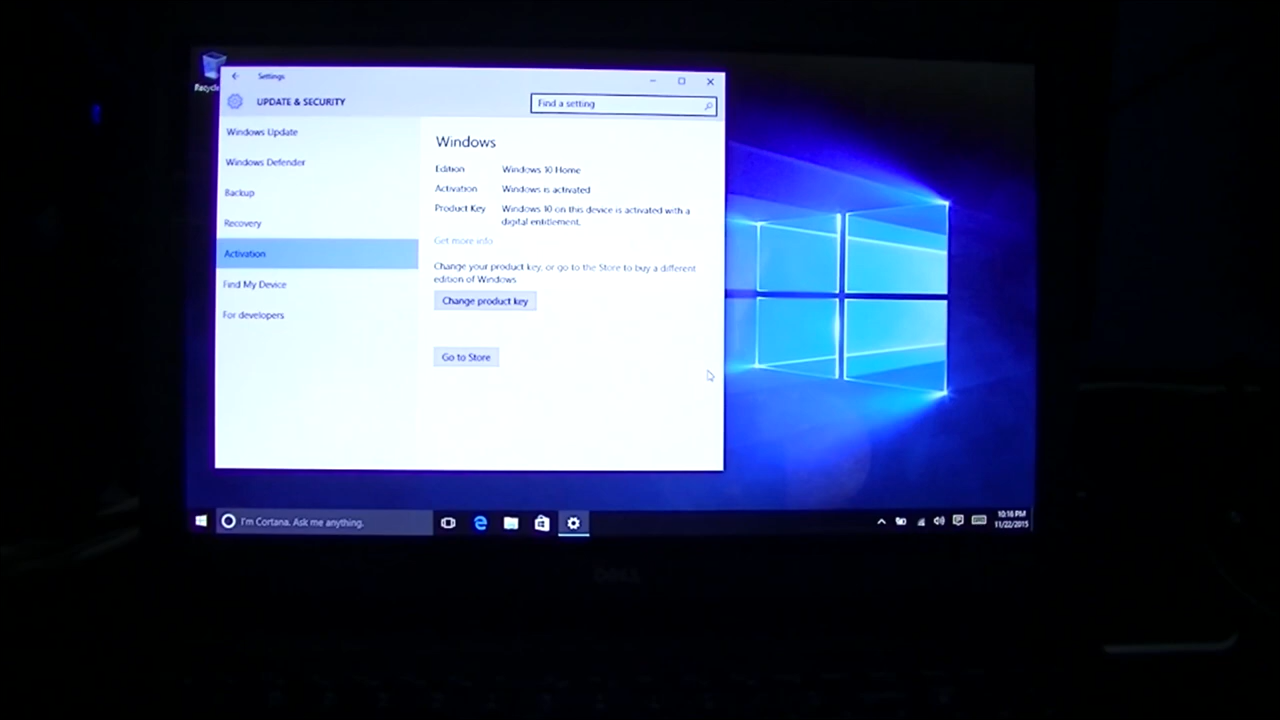 Recycle
Settings
UPDATE & SECURITY
Find a setting
Windows Update
Windows Defender
Backup
Recovery
Activation
Find My Device
For developers
Windows
Edition Windows 10 Home
Activation Windows is activated
Product Key Windows 10 on this device is activated with a
digital entitlement.
Get more info
Change your product key, or go to the Store to buy a different
edition of Windows
Change product key
Go to Store
I'm Cortana. Ask me anything.
10:16 PM
11/22/2015
DELL